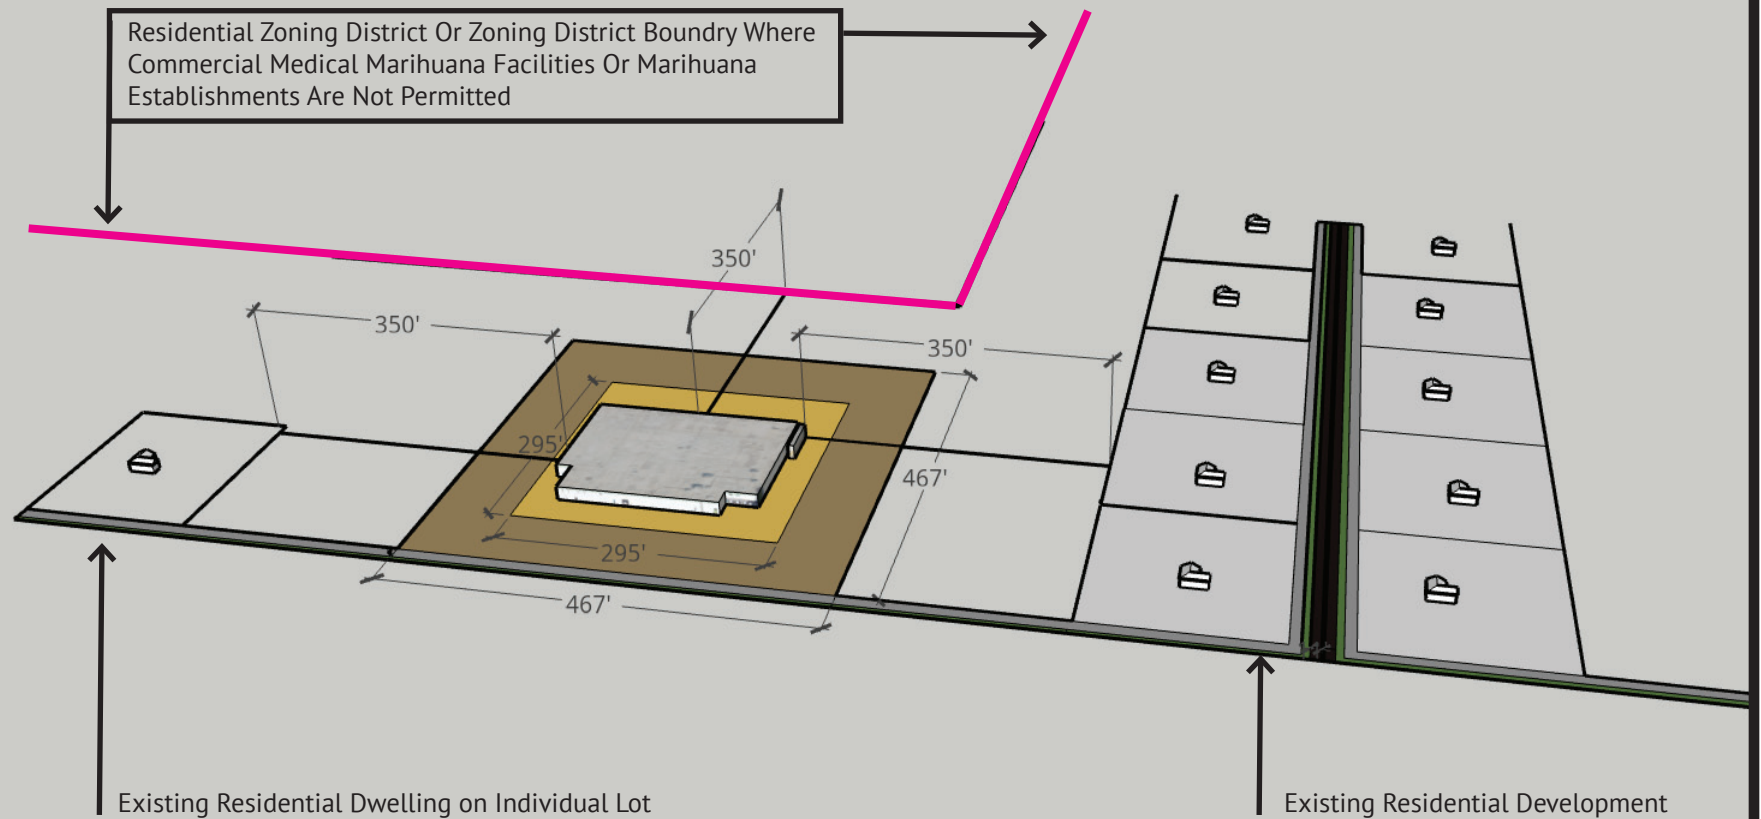 Residential Zoning District Or Zoning District Boundry Where
Commercial Medical Marihuana Facilities Or Marihuana
Establishments Are Not Permitted
350'
350'
350'
295'
467'
295'
467'
Existing Residential Dwelling on Individual Lot
Existing Residential Development